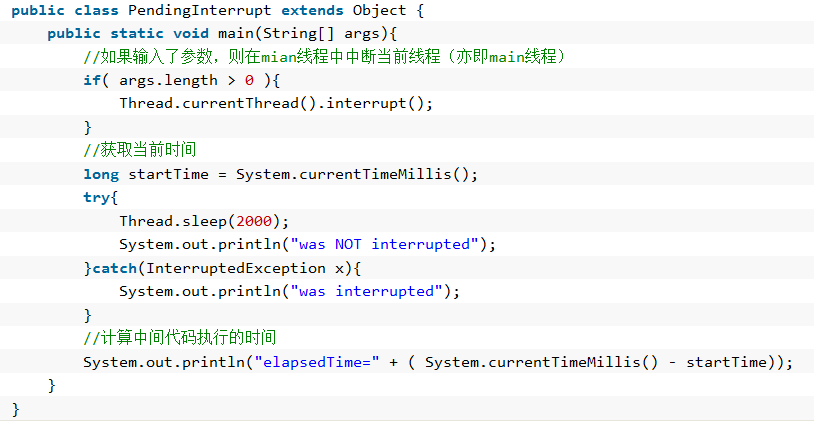 public class PendingInterrupt extends Object {
    public static void main(String[] args){
        //如果输入了参数，则在mian线程中中断当前线程（亦即main线程）
        if( args.length > 0 ){
            Thread.currentThread().interrupt();
        }
        //获取当前时间
        long startTime = System.currentTimeMillis();
        try{
            Thread.sleep(2000);
            System.out.println("was NOT interrupted");
        }catch(InterruptedException x){
            System.out.println("was interrupted");
        }
        //计算中间代码执行的时间
        System.out.println("elapsedTime=" + ( System.currentTimeMillis() - startTime));
    }
}